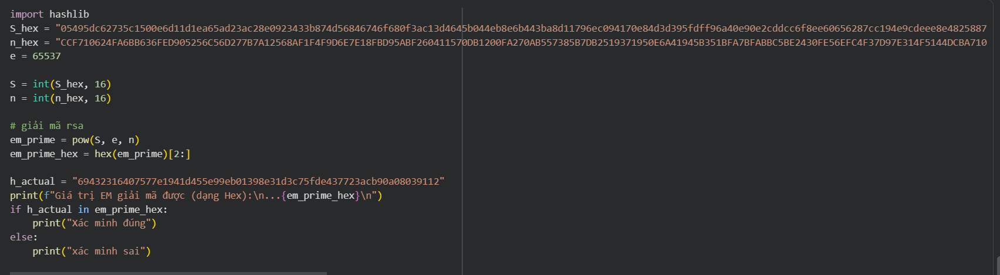 import hashlib
S_hex = "05495dc62735c1500e6d11d1ea65ad23ac28e0923433b874d56846746f680f3ac13d4645b044eb8e6b443ba8d11796ec094170e84d3d395fdff96a40e90e2cddcc6f8ee60656287cc194e9cdeee8e4825887
n_hex = "CCF710624FA6BB636FED905256C56D277B7A12568AF1F4F9D6E7E18FBD95ABF260411570DB1200FA270AB557385B7DB2519371950E6A41945B351BFA7BFABBC5BE2430FE56EFC4F37D97E314F5144DCBA710
e = 65537
S = int(S_hex, 16)
n = int(n_hex, 16)
# giải mã rsa
em_prime = pow(S, e, n)
em_prime_hex = hex(em_prime)[2:]
h_actual = "69432316407577e1941d455e99eb01398e31d3c75fde437723acb90a08039112"
print(f"Giá trị EM giải mã được (dạng Hex):\n...{em_prime_hex}\n")
if h_actual in em_prime_hex:
    print("Xác minh đúng")
else:
    print("xác minh sai")